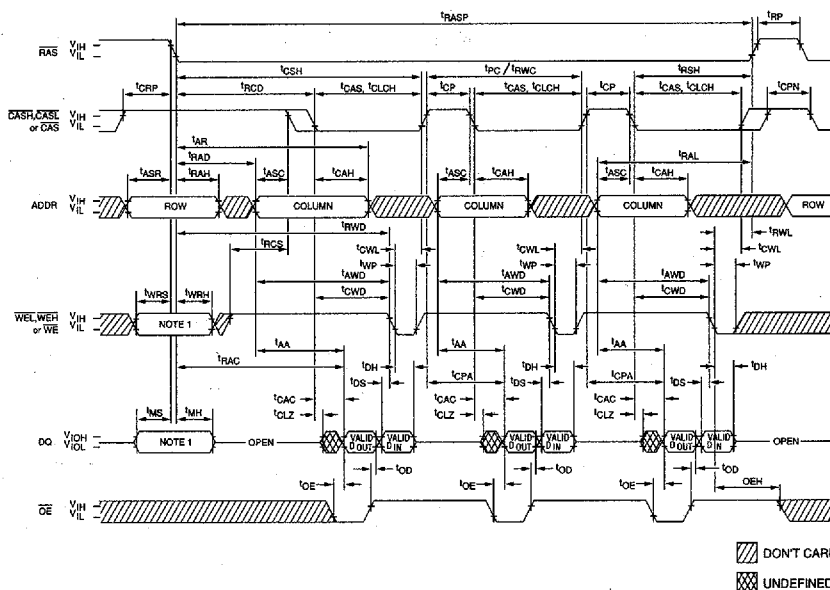 tRASP
tRP
RAS VIH
VIL
tCSH
tPC / tRWC
tRSH
tCRP
tRCD
tCAS, tCLCH
tCP
tCAS, tCLCH
tCP
tCAS, tCLCH
tCPN
CASH,CASL
or CAS
VIH
VIL
tAR
tRAD
tRAL
tASR
tRAH
tASC
tCAH
tASC
tCAH
tASC
tCAH
ADDR VIH
VIL
ROW
COLUMN
COLUMN
COLUMN
ROW
tRWD
tRWL
tRCS
tCWL
tCWL
tCWL
tWP
tWP
tWP
tAWD
tAWD
tAWD
tWRS
tWRH
tCWD
tCWD
tCWD
WEL,WEH
or WE
VIH
VIL
NOTE 1
tAA
tAA
tAA
tRAC
tDH
tDH
tDH
tCPA
tCPA
tDS
tDS
tDS
tCAC
tCAC
tCAC
tMS
tMH
tCLZ
tCLZ
tCLZ
DQ VIOH
VIOL
NOTE 1
OPEN
VALID
DOUT
VALID
DIN
VALID
DOUT
VALID
DIN
VALID
DOUT
VALID
DIN
OPEN
tOD
tOD
tOD
tOE
tOE
tOE
OEH
OE VIH
VIL
DON'T CARE
UNDEFINED